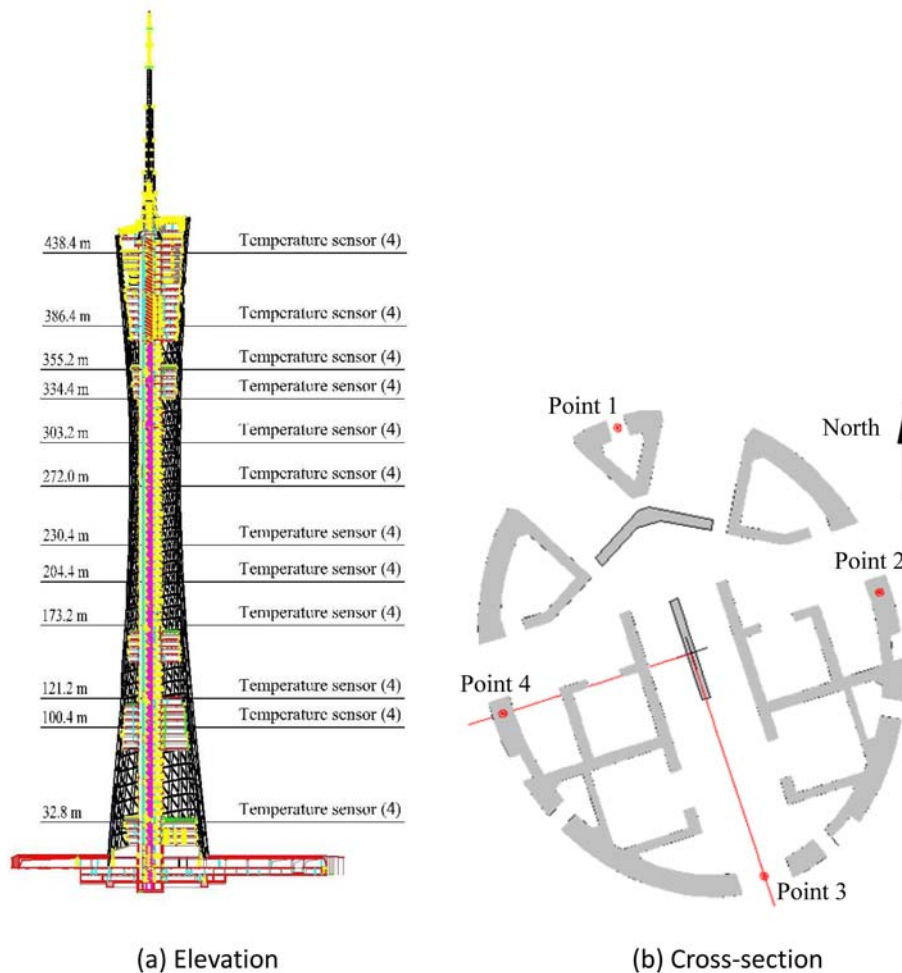 438.4 m Temperature sensor (4)
386.4 m Temperature sensor (4)
355.2 m Temperature sensor (4)
334.4 m Temperature sensor (4)
303.2 m Temperature sensor (4)
272.0 m Temperature sensor (4)
230.4 m Temperature sensor (4)
204.4 m Temperature sensor (4)
173.2 m Temperature sensor (4)
121.2 m Temperature sensor (4)
100.4 m Temperature sensor (4)
32.8 m Temperature sensor (4)
(a) Elevation
Point 1
North
Point 2
Point 4
Point 3
(b) Cross-section